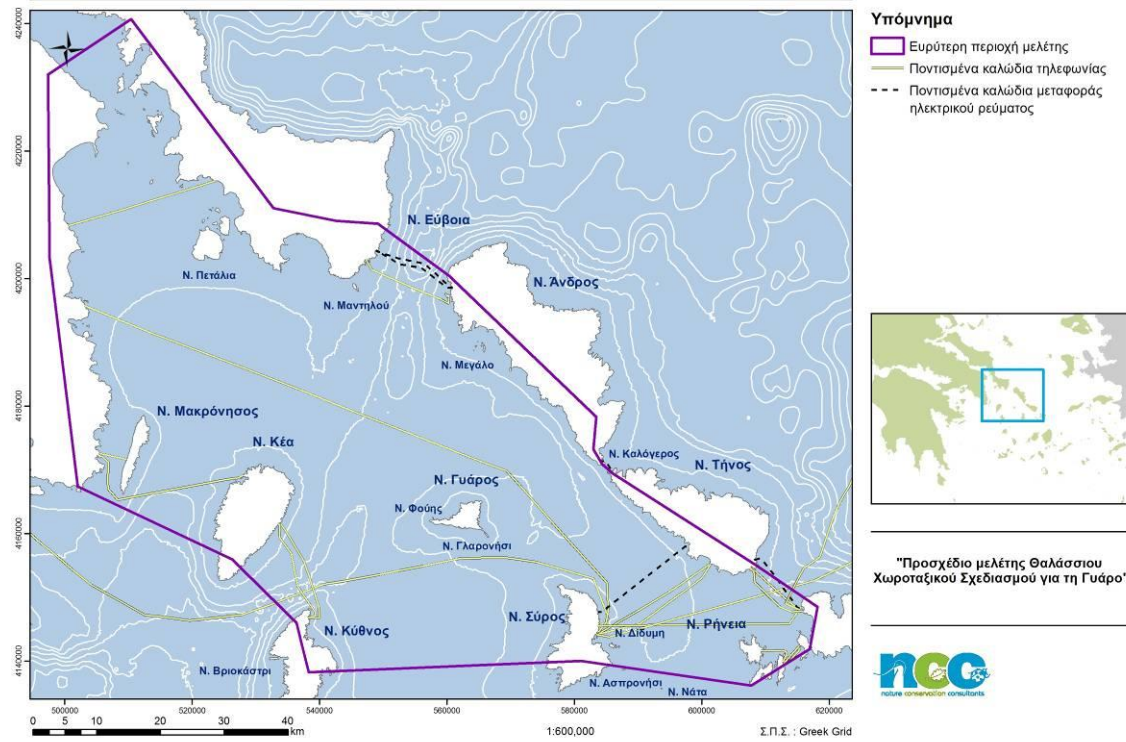 Υπόμνημα
Ευρύτερη περιοχή μελέτης
Ποντισμένα καλώδια τηλεφωνίας
Ποντισμένα καλώδια μεταφοράς
ηλεκτρικού ρεύματος
4240000
4220000
4200000
4180000
4160000
4140000
Ν. Εύβοια
Ν. Πετάλια
Ν. Άνδρος
Ν. Μαντηλού
Ν. Μεγάλο
Ν. Μακρόνησος
Ν. Κέα
Ν. Καλόγερος
Ν. Τήνος
Ν. Γυάρος
Ν. Φούης
Ν. Γλαρονήσι
Ν. Σύρος
Ν. Ρήνεια
Ν. Κύθνος
Ν. Δίδυμη
Ν. Βριοκάστρι
Ν. Ασπρονήσι
Ν. Νάτα
500000 520000 540000 560000 580000 600000 620000
0 5 10 20 30 40
km
1:600,000
Σ.Π.Σ. : Greek Grid
"Προσχέδιο μελέτης Θαλάσσιου
Χωροταξικού Σχεδιασμού για τη Γυάρο"
ncc
nature conservation consultants